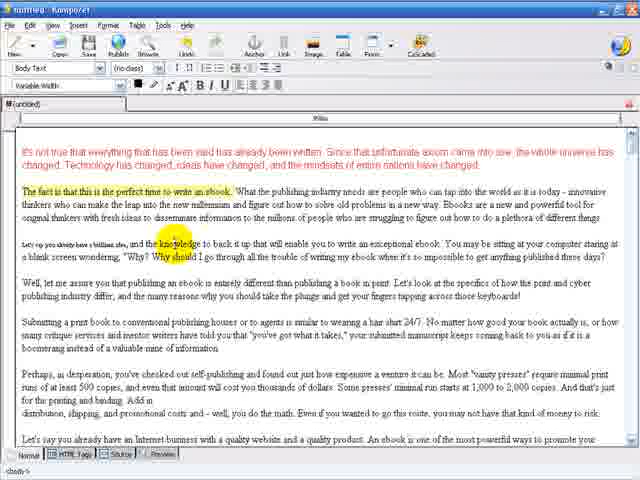 untitled - KompoZer
File Edit View Insert Format Table Tools Help
New Open Save Publish Browse Undo Redo Anchor Link Image Table Form CaScadeS
Body Text (no class)
Variable Width B I U
(untitled)
It's not true that everything that has been said has already been written. Since that unfortunate axiom came into use, the whole universe has
changed. Technology has changed, ideas have changed, and the mindsets of entire nations have changed.
The fact is that this is the perfect time to write an ebook. What the publishing industry needs are people who can tap into the world as it is today - innovative
thinkers who can make the leap into the new millennium and figure out how to solve old problems in a new way. Ebooks are a new and powerful tool for
original thinkers with fresh ideas to disseminate information to the millions of people who are struggling to figure out how to do a plethora of different things
Let's say you already have a brilliant idea, and the knowledge to back it up that will enable you to write an exceptional ebook. You may be sitting at your computer staring at
a blank screen wondering, "Why? Why should I go through all the trouble of writing my ebook when it's so impossible to get anything published these days?
Well, let me assure you that publishing an ebook is entirely different than publishing a book in print. Let's look at the specifics of how the print and cyber
publishing industry differ, and the many reasons why you should take the plunge and get your fingers tapping across those keyboards!
Submitting a print book to conventional publishing houses or to agents is similar to wearing a hair shirt 24/7. No matter how good your book actually is, or how
many critique services and mentor writers have told you that "you've got what it takes," your submitted manuscript keeps coming back to you as if it is a
boomerang instead of a valuable mine of information
Perhaps, in desperation, you've checked out self-publishing and found out just how expensive a venture it can be. Most "vanity presses" require minimal print
runs of at least 500 copies, and even that amount will cost you thousands of dollars. Some presses' minimal run starts at 1,000 to 2,000 copies. And that's just
for the printing and binding. Add in
distribution, shipping, and promotional costs and - well, you do the math. Even if you wanted to go this route, you may not have that kind of money to risk.
Let's say you already have an Internet business with a quality website and a quality product. An ebook is one of the most powerful ways to promote your
Normal HTML Tags Source Preview
<body>